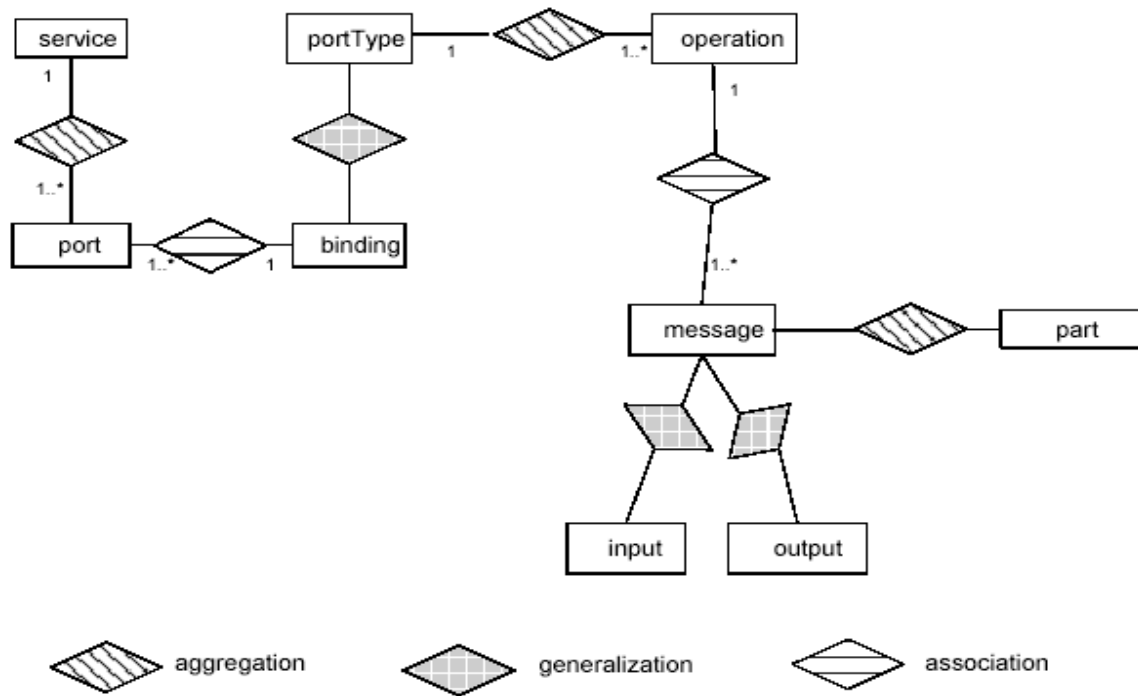 service
portType
operation
1
1
1..*
1
1..*
port
binding
1..*
1
1..*
message
part
input
output
aggregation
generalization
association